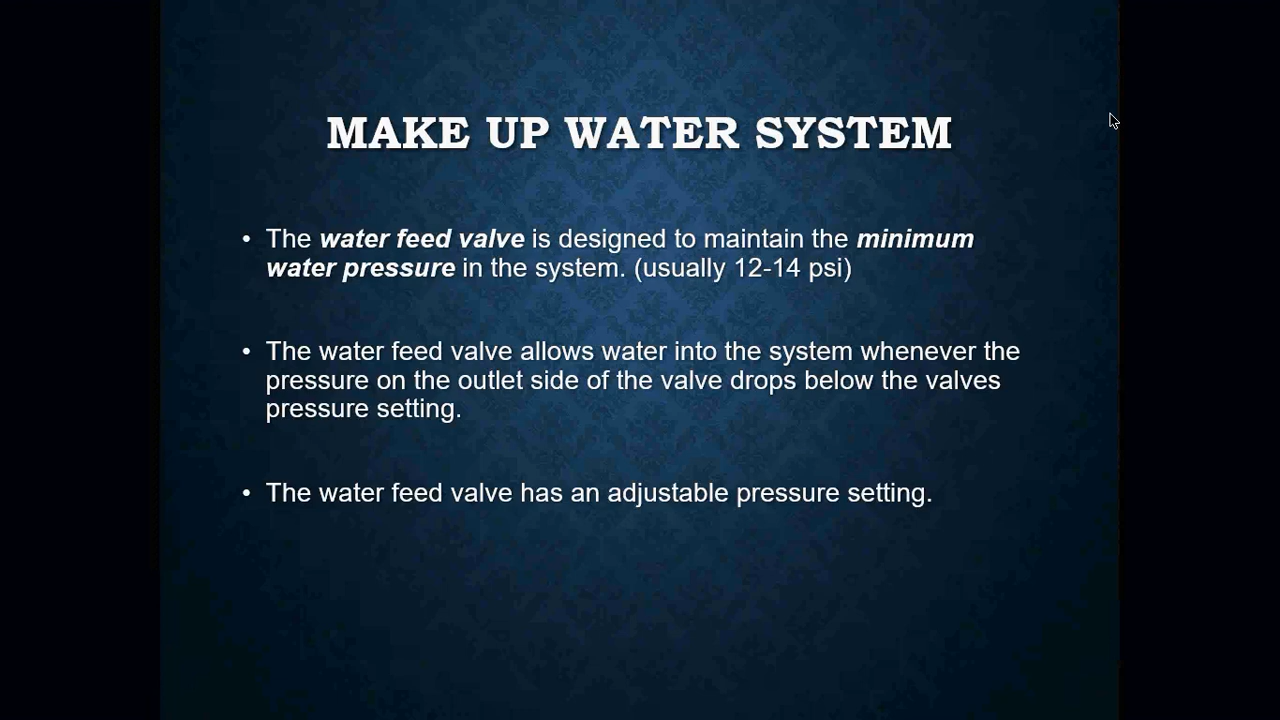 MAKE UP WATER SYSTEM
• The water feed valve is designed to maintain the minimum
water pressure in the system. (usually 12-14 psi)
• The water feed valve allows water into the system whenever the
pressure on the outlet side of the valve drops below the valves
pressure setting.
• The water feed valve has an adjustable pressure setting.